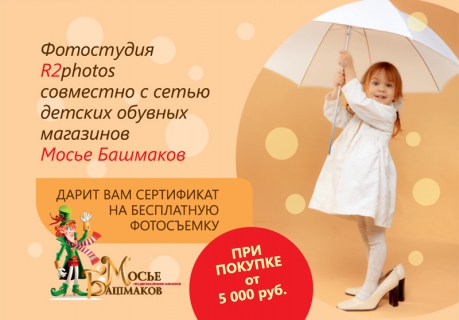 Фотостудия
R2photos
совместно с сетью
детских обувных
магазинов
Мосье Башмаков
ДАРИТ ВАМ СЕРТИФИКАТ
НА БЕСПЛАТНУЮ
ФОТОСЪЕМКУ
ПРИ
ПОКУПКЕ
от
5 000 руб.
Мосье
Башмаков